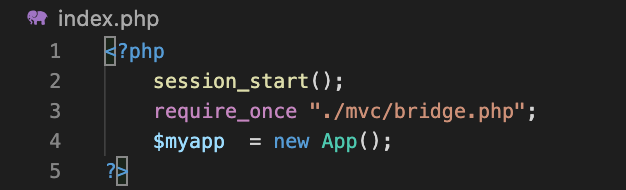 index.php
1 <?php
2 session_start();
3 require_once "./mvc/bridge.php";
4 $myapp  = new App();
5 ?>